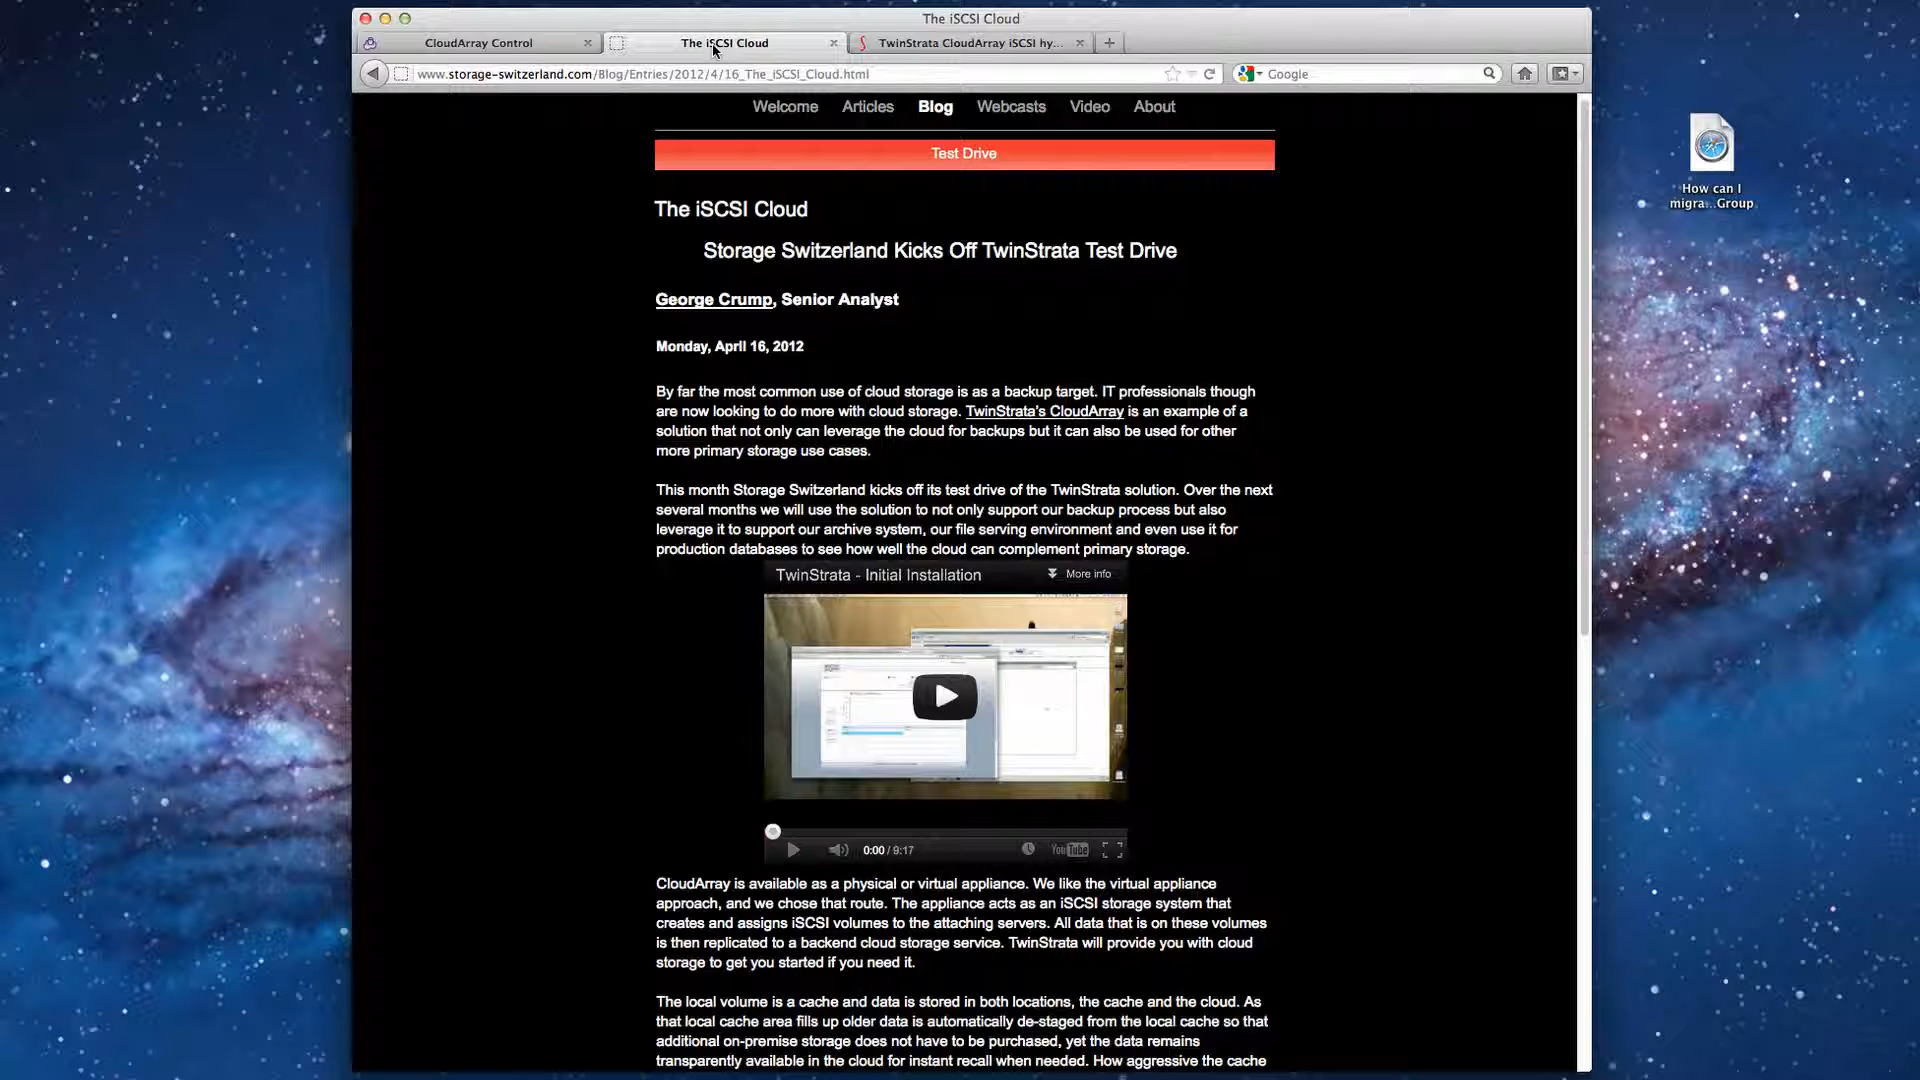 The iSCSI Cloud
CloudArray Control
The iSCSI Cloud
TwinStrata CloudArray iSCSI hy...
www.storage-switzerland.com/Blog/Entries/2012/4/16_The_iSCSI_Cloud.html
Google
Welcome Articles Blog Webcasts Video About
Test Drive
How can I
migra...Group
The iSCSI Cloud
Storage Switzerland Kicks Off TwinStrata Test Drive
George Crump, Senior Analyst
Monday, April 16, 2012
By far the most common use of cloud storage is as a backup target. IT professionals though
are now looking to do more with cloud storage. TwinStrata's CloudArray is an example of a
solution that not only can leverage the cloud for backups but it can also be used for other
more primary storage use cases.
This month Storage Switzerland kicks off its test drive of the TwinStrata solution. Over the next
several months we will use the solution to not only support our backup process but also
leverage it to support our archive system, our file serving environment and even use it for
production databases to see how well the cloud can complement primary storage.
TwinStrata - Initial Installation
More info
0:00 / 9:17
YouTube
CloudArray is available as a physical or virtual appliance. We like the virtual appliance
approach, and we chose that route. The appliance acts as an iSCSI storage system that
creates and assigns iSCSI volumes to the attaching servers. All data that is on these volumes
is then replicated to a backend cloud storage service. TwinStrata will provide you with cloud
storage to get you started if you need it.
The local volume is a cache and data is stored in both locations, the cache and the cloud. As
that local cache area fills up older data is automatically de-staged from the local cache so that
additional on-premise storage does not have to be purchased, yet the data remains
transparently available in the cloud for instant recall when needed. How aggressive the cache